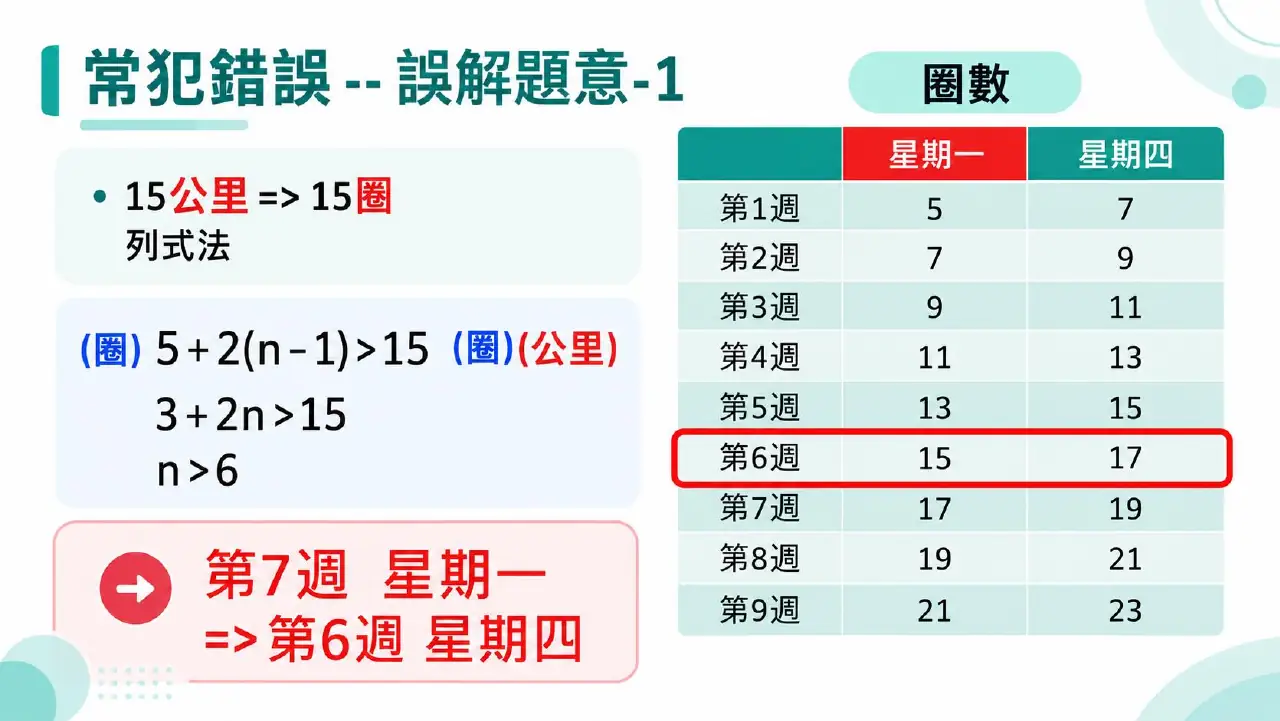 常犯錯誤 -- 誤解題意-1
• 15公里 => 15圈
列式法
(圈) 5+2(n-1)>15 (圈)(公里)
3+2n>15
n>6
第7週 星期一
=> 第6週 星期四
圈數
星期一 星期四
第1週 5 7
第2週 7 9
第3週 9 11
第4週 11 13
第5週 13 15
第6週 15 17
第7週 17 19
第8週 19 21
第9週 21 23